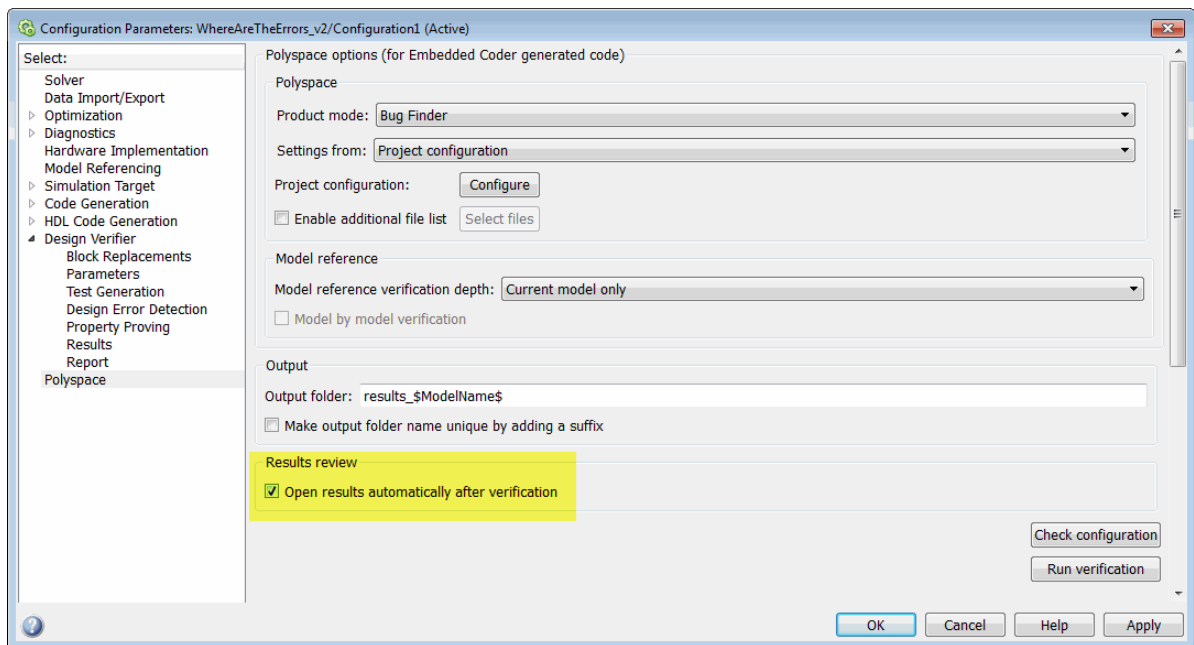 Configuration Parameters: WhereAreTheErrors_v2/Configuration1 (Active)
Select:
Solver
Data Import/Export
Optimization
Diagnostics
Hardware Implementation
Model Referencing
Simulation Target
Code Generation
HDL Code Generation
Design Verifier
Block Replacements
Parameters
Test Generation
Design Error Detection
Property Proving
Results
Report
Polyspace
Polyspace options (for Embedded Coder generated code)
Polyspace
Product mode: Bug Finder
Settings from: Project configuration
Project configuration: Configure
Enable additional file list Select files
Model reference
Model reference verification depth: Current model only
Model by model verification
Output
Output folder: results_$ModelName$
Make output folder name unique by adding a suffix
Results review
Open results automatically after verification
Check configuration
Run verification
OK Cancel Help Apply